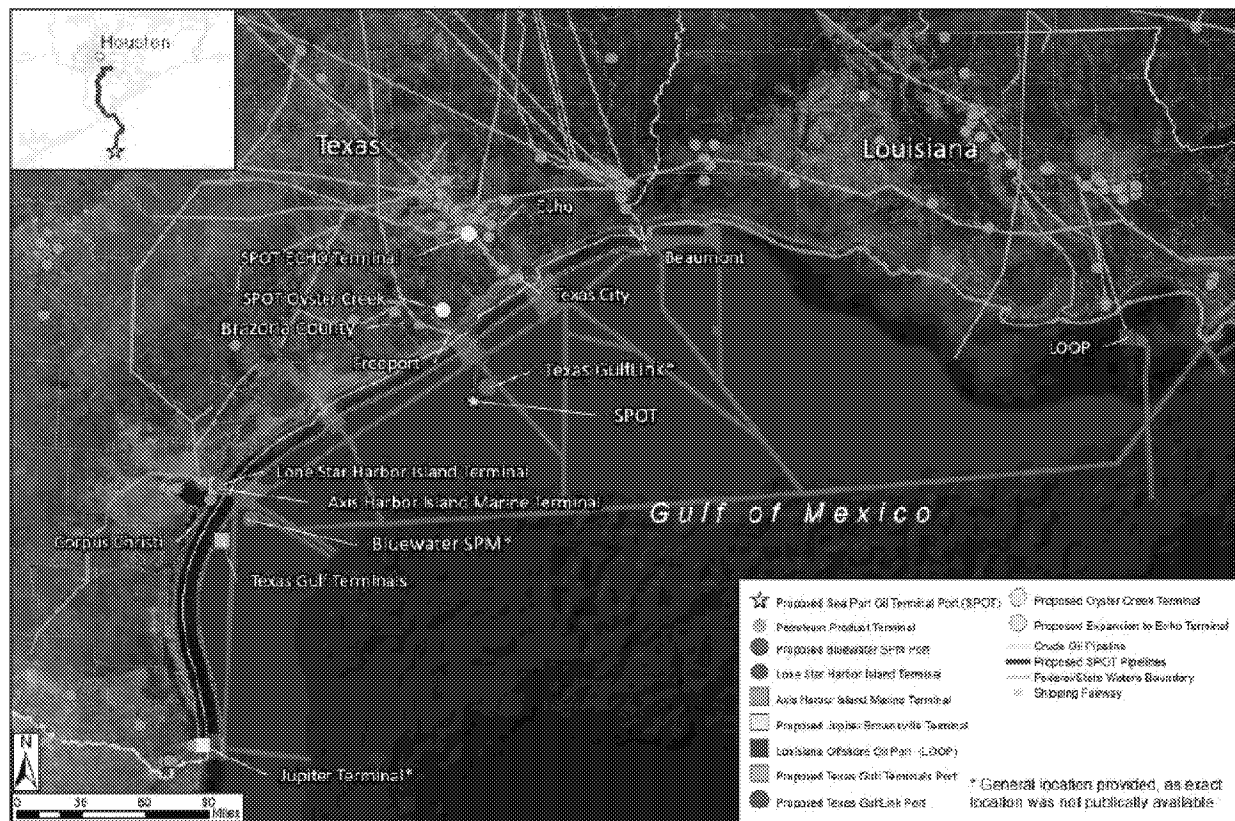 Houston
Texas
Louisiana
Echo
SPOT ECHO Terminal
Beaumont
SPOT Oyster Creek
Texas City
Brazoria County
Freeport
LOOP
Texas GulfLink*
SPOT
Lone Star Harbor Island Terminal
Axis Harbor Island Marine Terminal
Gulf of Mexico
Corpus Christi
Bluewater SPM*
Texas Gulf Terminals
Jupiter Terminal*
N
0
60
90
Miles
Proposed Sea Port Oil Terminal Port (SPOT)
Petroleum Product Terminal
Proposed Bluewater SPM Port
Lone Star Harbor Island Terminal
Axis Harbor Island Marine Terminal
Proposed Jupiter Brownsville Terminal
Louisiana Offshore Oil Port (LOOP)
Proposed Texas Gulf Terminals Port
Proposed Texas GulfLink Port
Proposed Oyster Creek Terminal
Proposed Expansion to Echo Terminal
Crude Oil Pipeline
Proposed SPOT Pipelines
Federal/State Waters Boundary
Shipping Fairway
* General location provided, as exact
location was not publically available